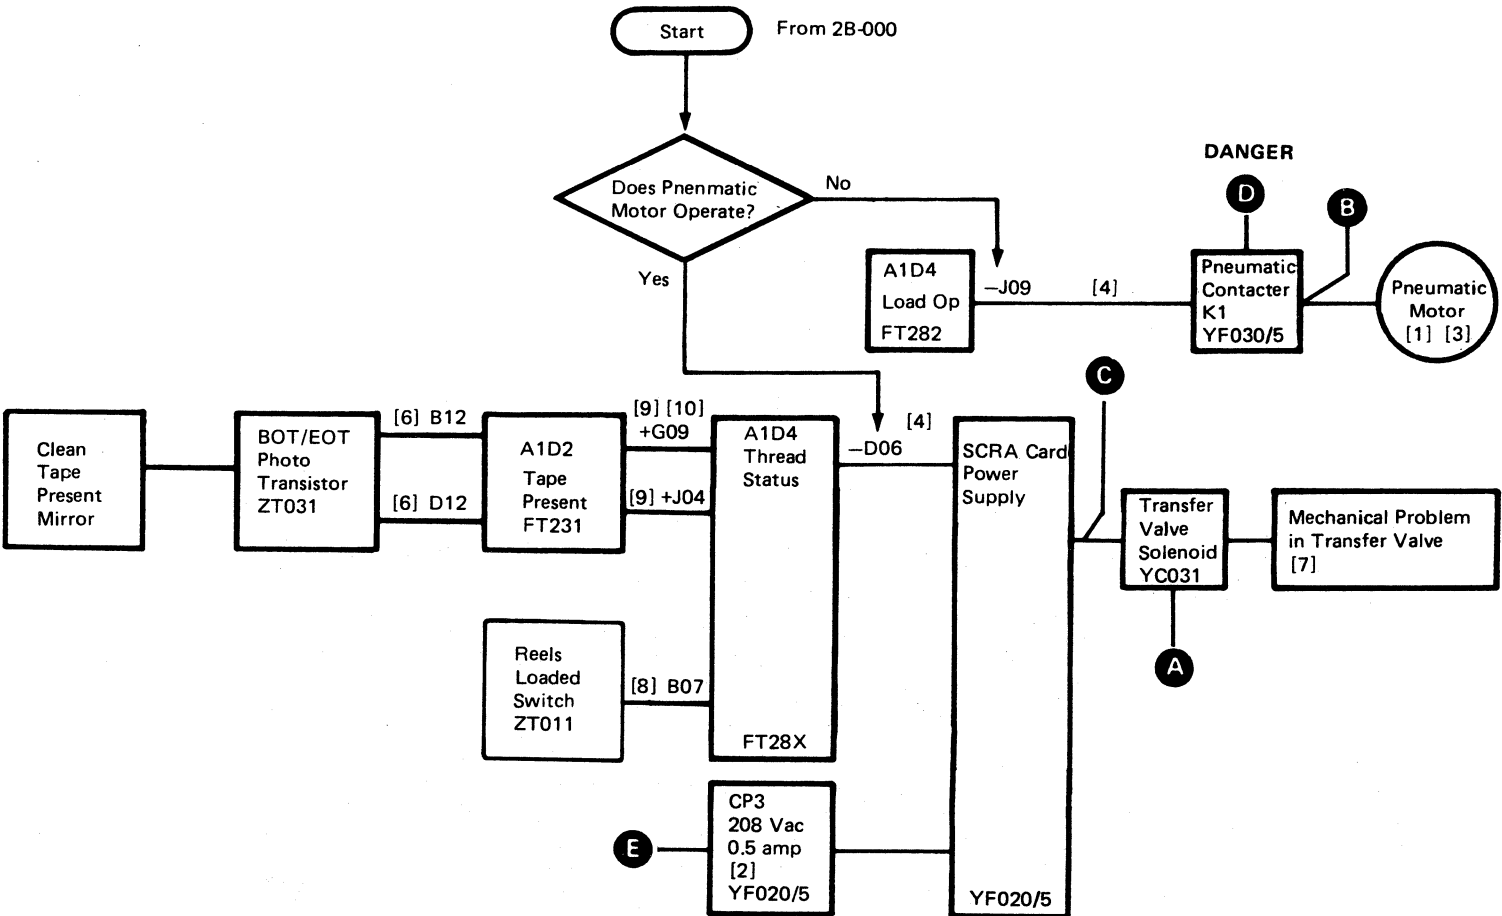 Start
From 2B-000
Does Pnenmatic
Motor Operate?
No
Yes
DANGER
D
B
A1D4
Load Op
FT282
—J09
[4]
Pneumatic
Contacter
K1
YF030/5
Pneumatic
Motor
[1] [3]
C
Clean
Tape
Present
Mirror
BOT/EOT
Photo
Transistor
ZT031
[6] B12
[6] D12
A1D2
Tape
Present
FT231
[9] [10]
+G09
[9] +J04
A1D4
Thread
Status
FT28X
—D06
[4]
SCRA Card
Power
Supply
YF020/5
Transfer
Valve
Solenoid
YC031
Mechanical Problem
in Transfer Valve
[7]
A
Reels
Loaded
Switch
ZT011
[8] B07
E
CP3
208 Vac
0.5 amp
[2]
YF020/5